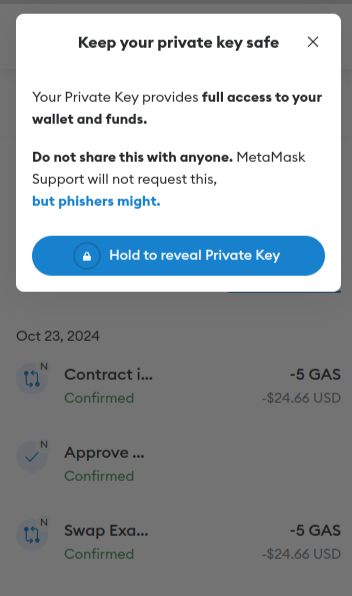 Keep your private key safe
Your Private Key provides full access to your
wallet and funds.
Do not share this with anyone. MetaMask
Support will not request this,
but phishers might.
Hold to reveal Private Key
Oct 23, 2024
N
Contract i... -5 GAS
Confirmed -$24.66 USD
N
Approve ...
Confirmed
N
Swap Exa... -5 GAS
Confirmed -$24.66 USD